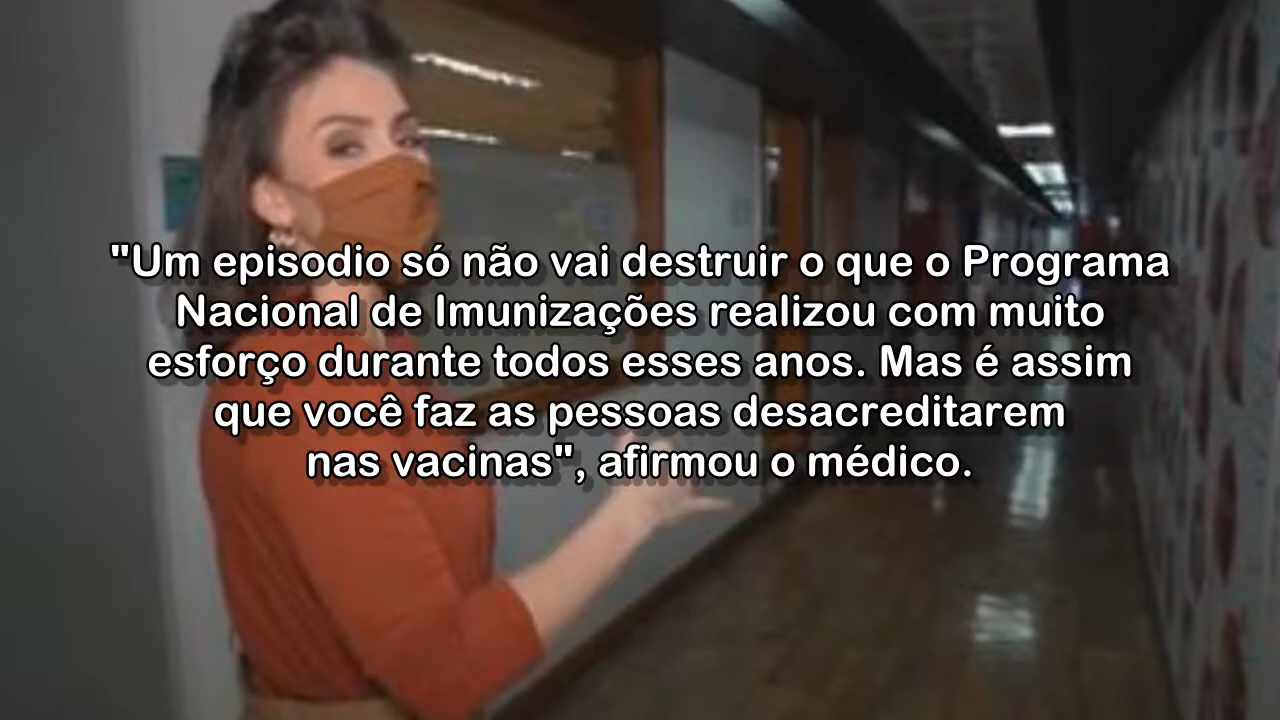 "Um episodio só não vai destruir o que o Programa
Nacional de Imunizações realizou com muito
esforço durante todos esses anos. Mas é assim
que você faz as pessoas desacreditarem
nas vacinas", afirmou o médico.